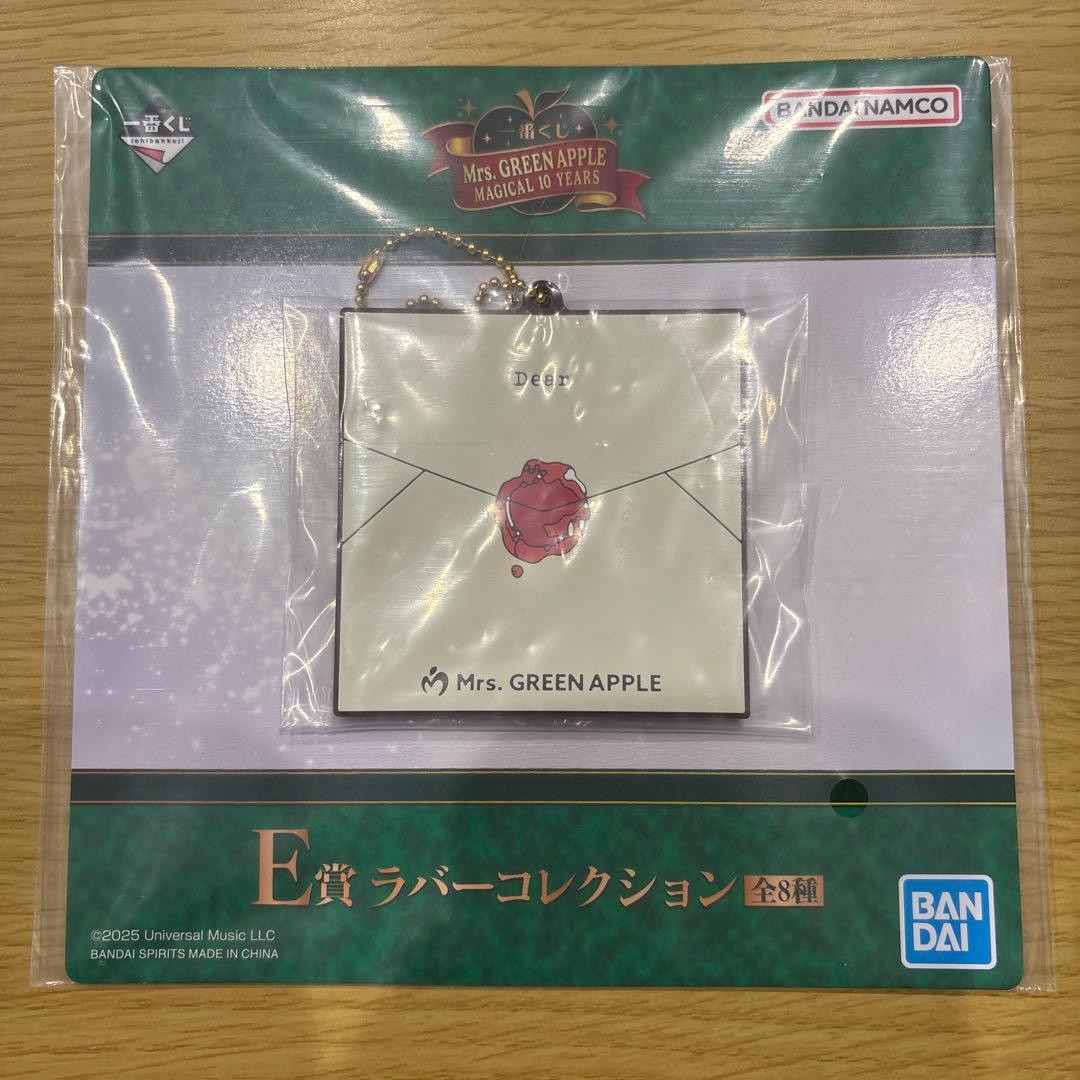 一番くじ
ichibankuji
一番くじ
Mrs. GREEN APPLE
MAGICAL 10 YEARS
BANDAI NAMCO
Dear
Mrs. GREEN APPLE
E賞 ラバーコレクション 全8種
©2025 Universal Music LLC
BANDAI SPIRITS MADE IN CHINA
BAN
DAI